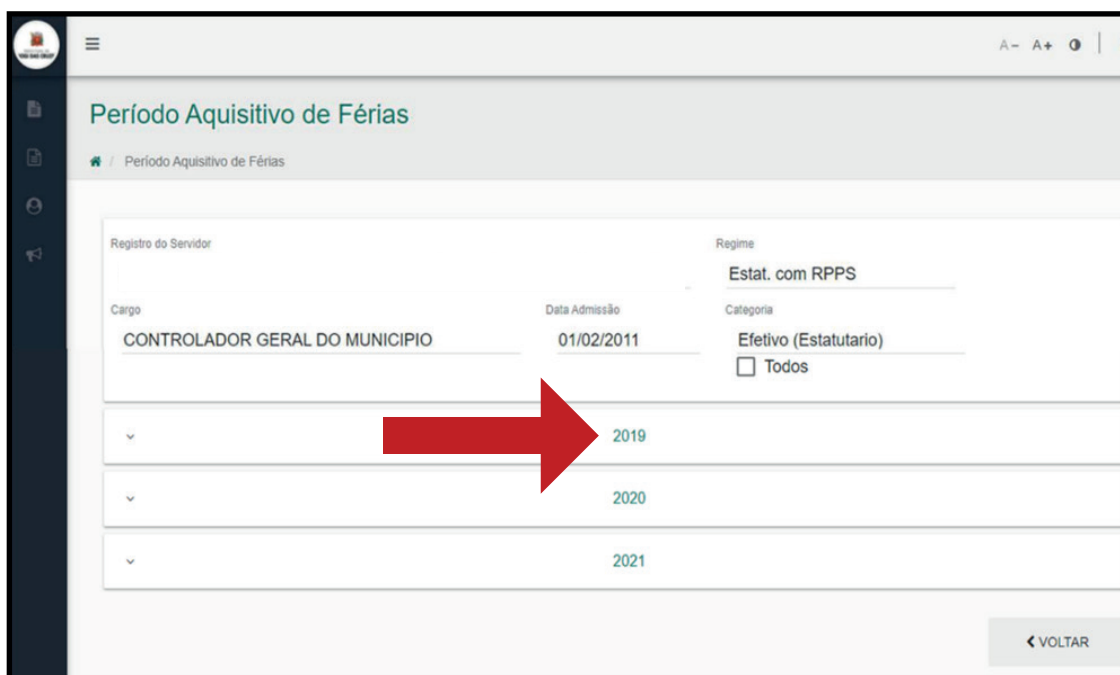 A- A+
Período Aquisitivo de Férias
/ Período Aquisitivo de Férias
Registro do Servidor
Regime
Estat. com RPPS
Cargo
Data Admissão
Categoria
CONTROLADOR GERAL DO MUNICIPIO
01/02/2011
Efetivo (Estatutario)
Todos
2019
2020
2021
VOLTAR